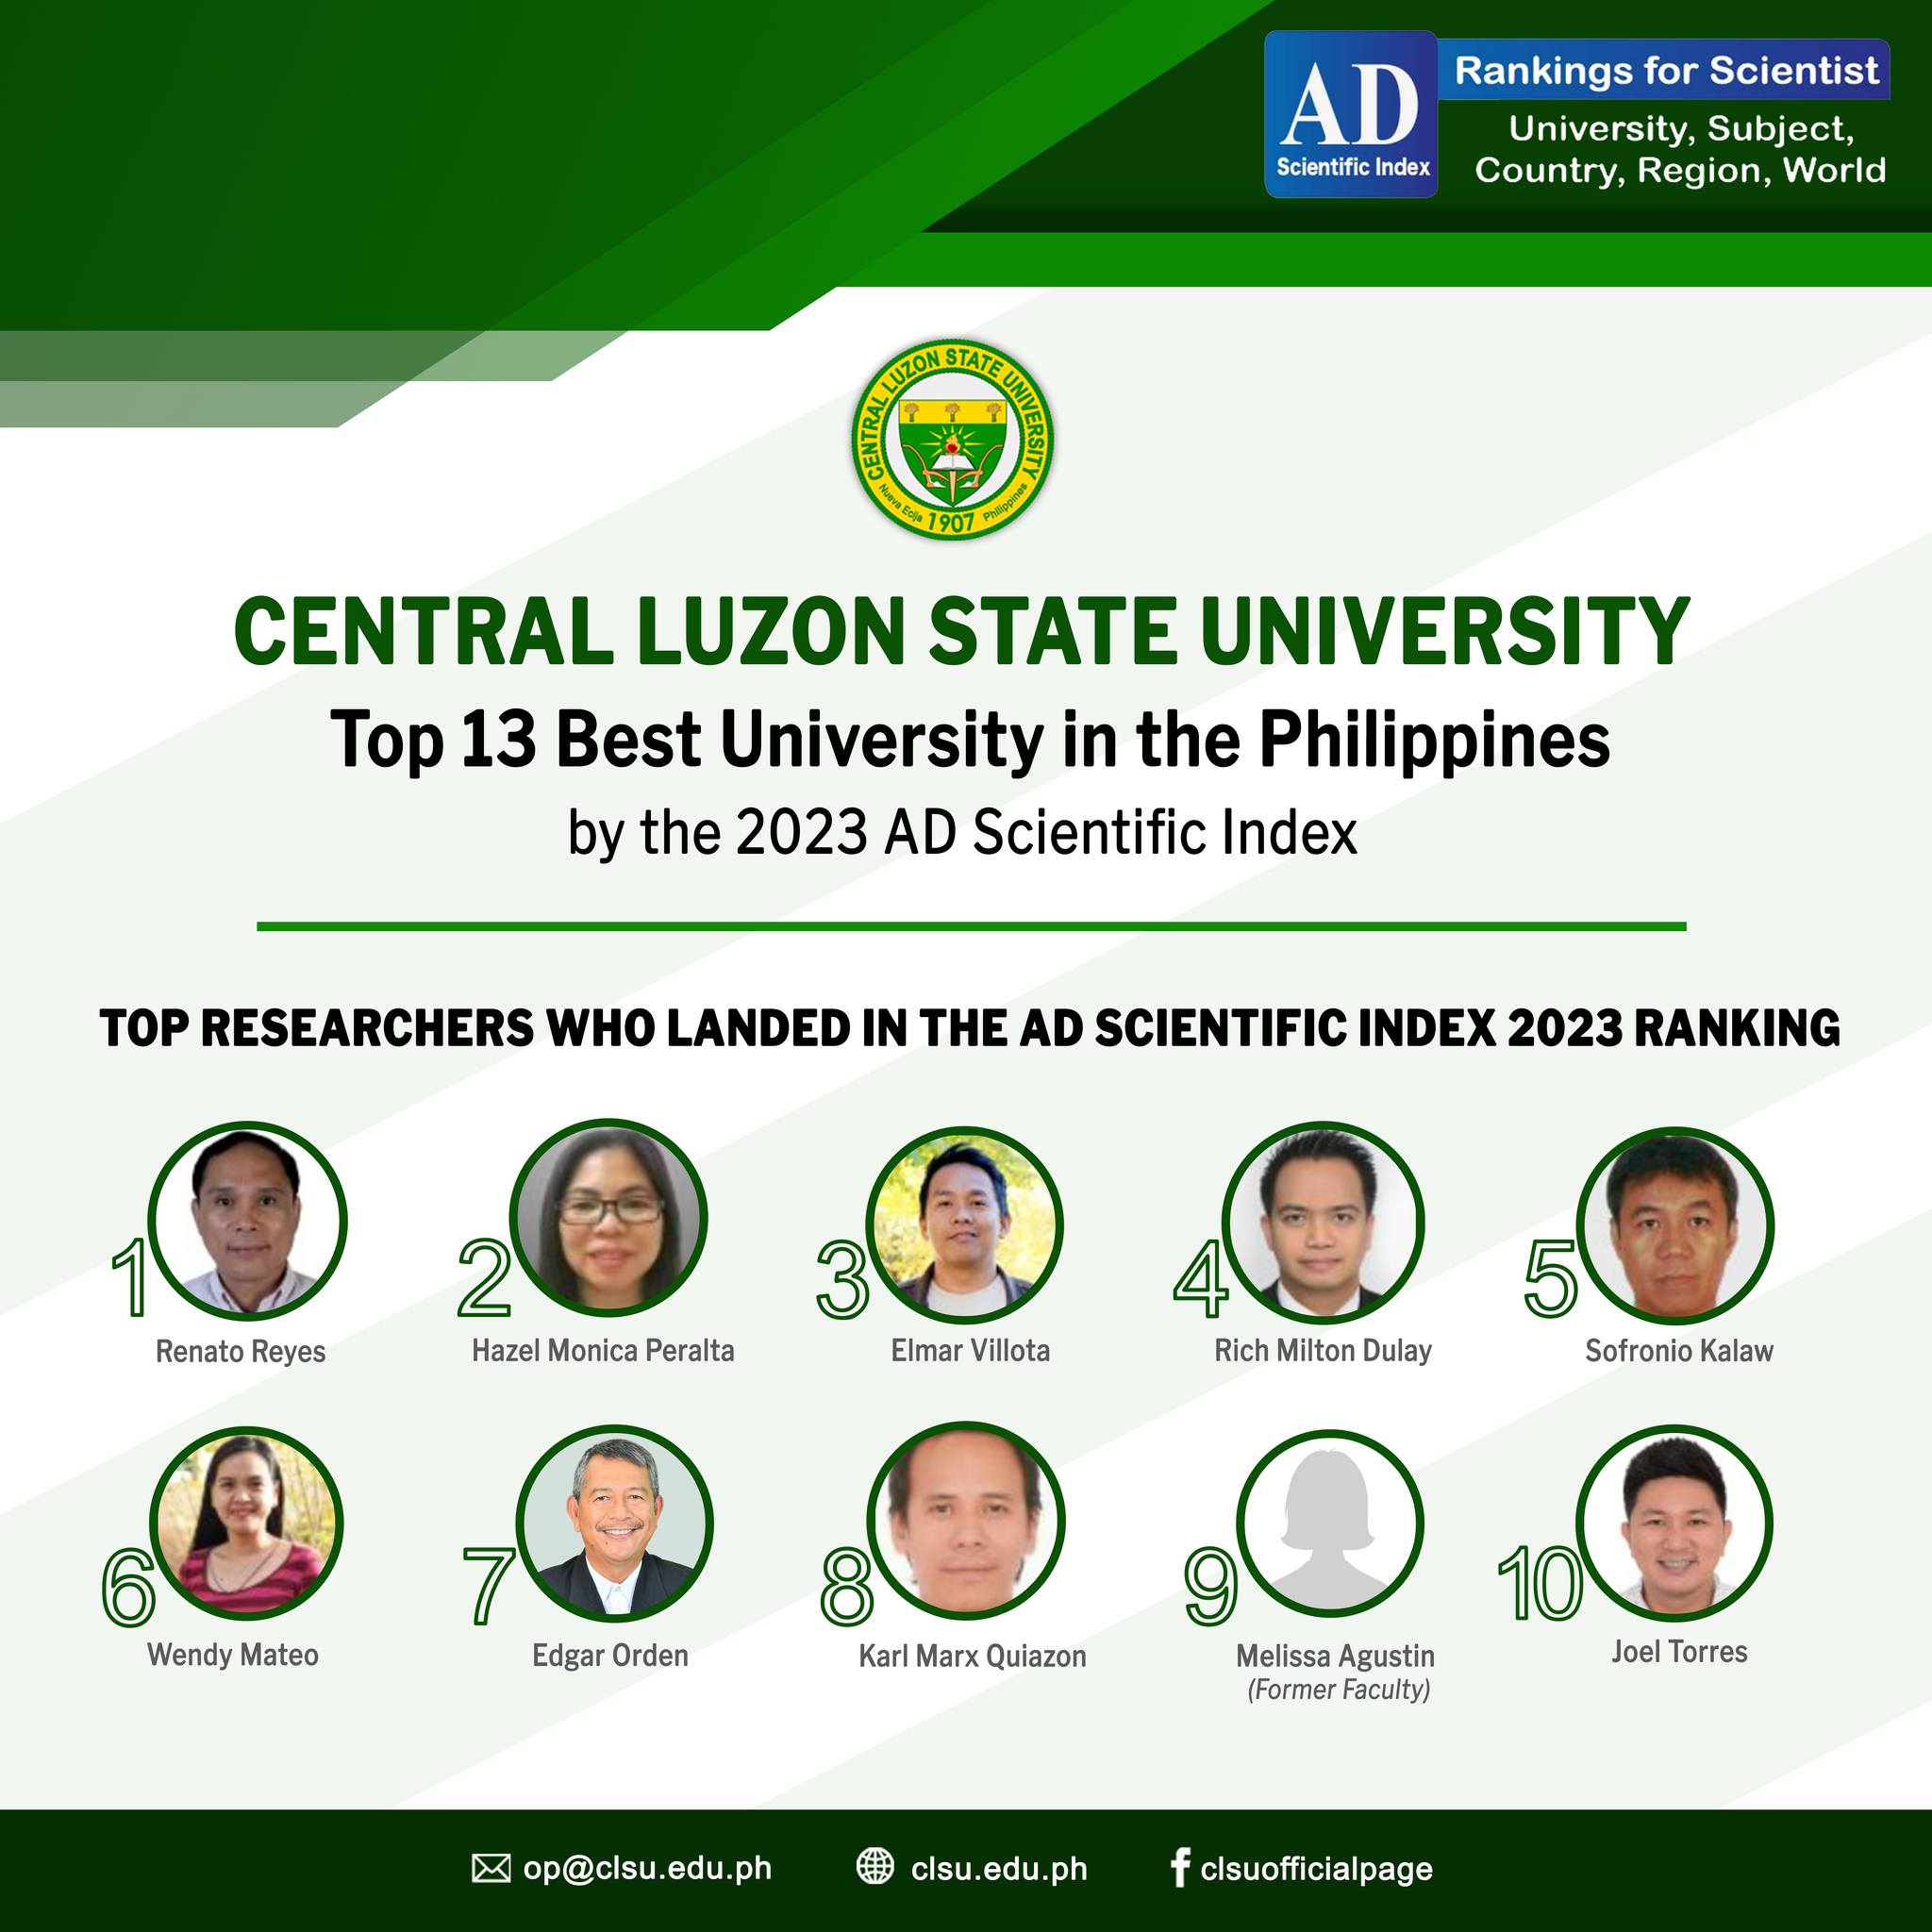 AD
Scientific Index
Rankings for Scientist
University, Subject,
Country, Region, World
CENTRAL LUZON STATE UNIVERSITY
Nueva Ecija 1907 Philippines
CENTRAL LUZON STATE UNIVERSITY
Top 13 Best University in the Philippines
by the 2023 AD Scientific Index
TOP RESEARCHERS WHO LANDED IN THE AD SCIENTIFIC INDEX 2023 RANKING
1
Renato Reyes
2
Hazel Monica Peralta
3
Elmar Villota
4
Rich Milton Dulay
5
Sofronio Kalaw
6
Wendy Mateo
7
Edgar Orden
8
Karl Marx Quiazon
9
Melissa Agustin
(Former Faculty)
10
Joel Torres
op@clsu.edu.ph
clsu.edu.ph
clsuofficialpage